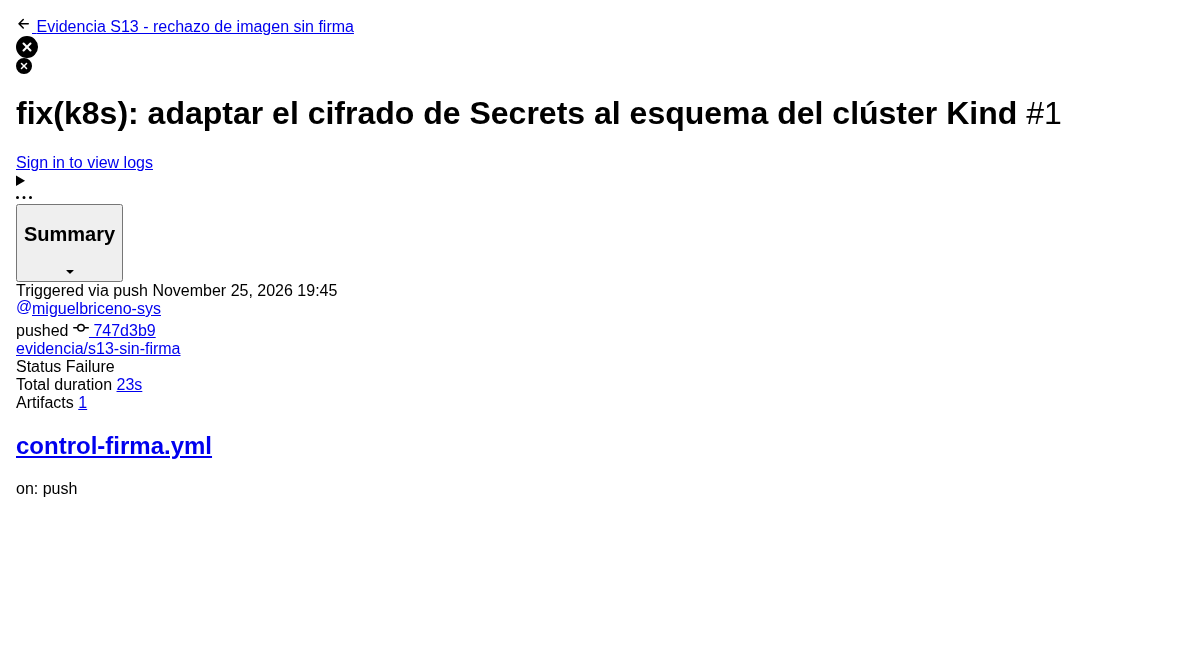 Evidencia S13 - rechazo de imagen sin firma
fix(k8s): adaptar el cifrado de Secrets al esquema del clúster Kind #1
Sign in to view logs
Summary
Triggered via push November 25, 2026 19:45
@miguelbriceno-sys
pushed 747d3b9
evidencia/s13-sin-firma
Status Failure
Total duration 23s
Artifacts 1
control-firma.yml
on: push